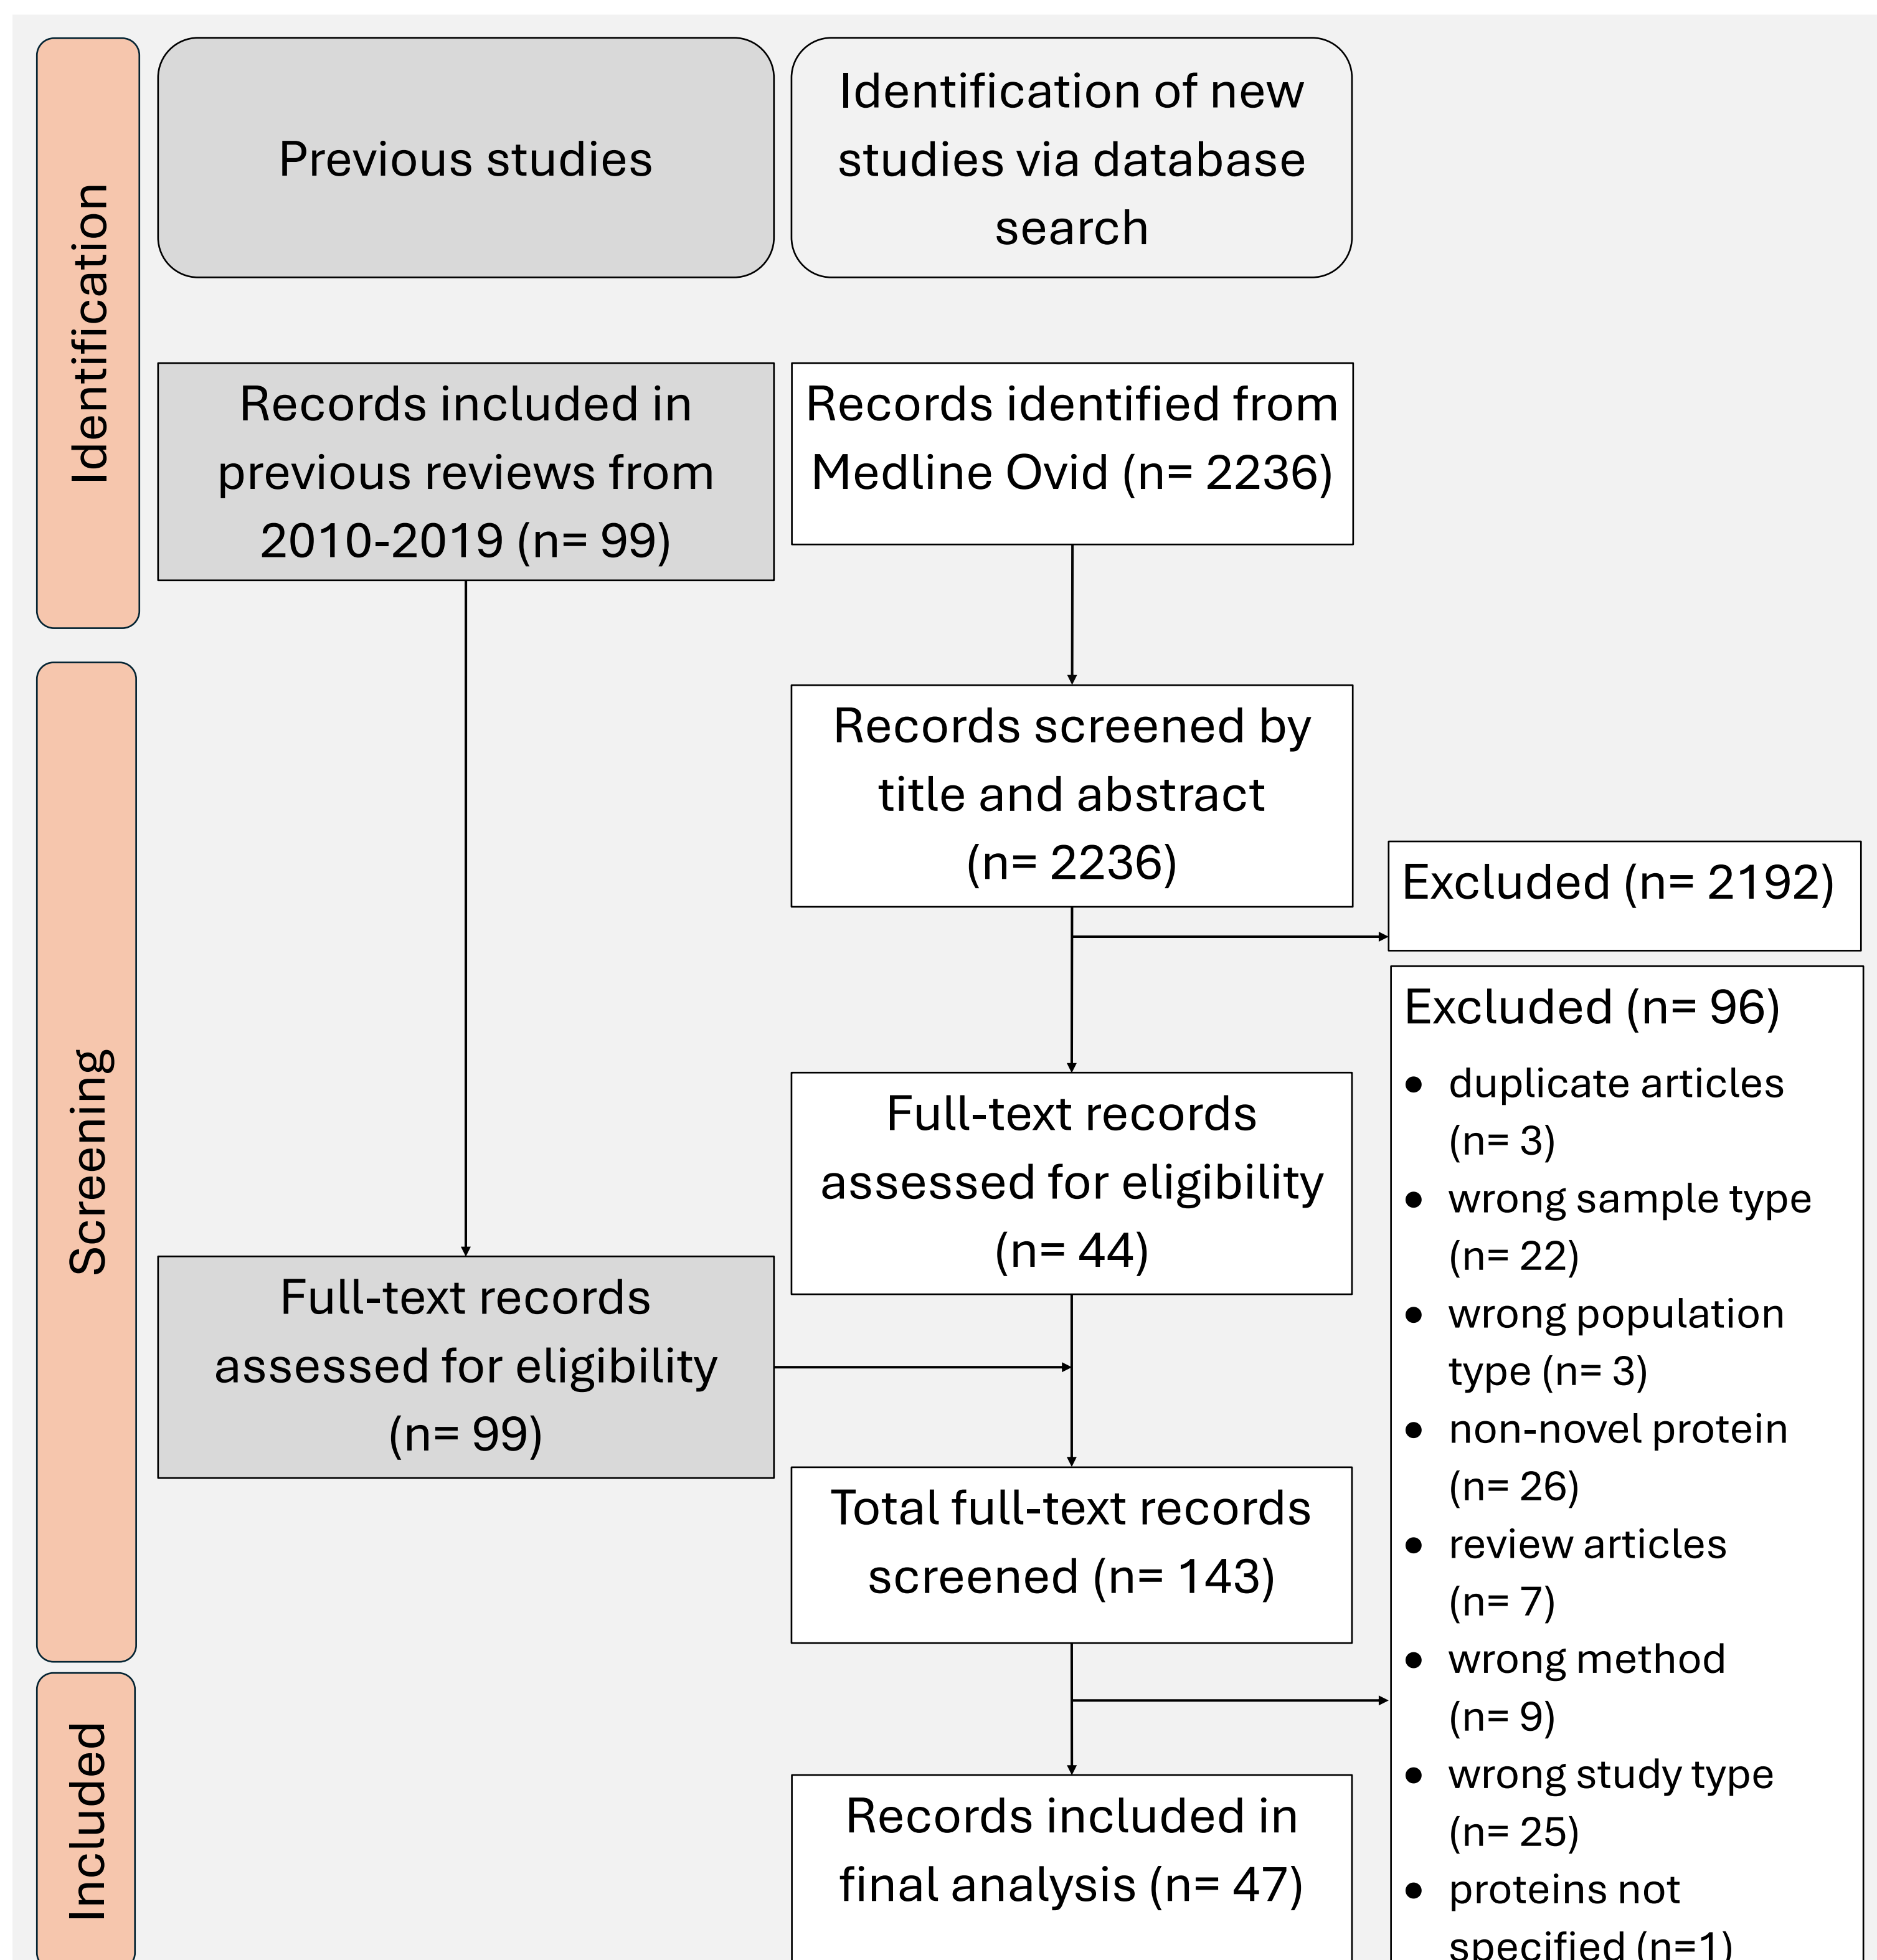 Identification
Previous studies
Identification of new
studies via database
search
Records included in
previous reviews from
2010-2019 (n= 99)
Records identified from
Medline Ovid (n= 2236)
Screening
Records screened by
title and abstract
(n= 2236)
Excluded (n= 2192)
Full-text records
assessed for eligibility
(n= 44)
Full-text records
assessed for eligibility
(n= 99)
Total full-text records
screened (n= 143)
Excluded (n= 96)
● duplicate articles
(n= 3)
● wrong sample type
(n= 22)
● wrong population
type (n= 3)
● non-novel protein
(n= 26)
● review articles
(n= 7)
● wrong method
(n= 9)
● wrong study type
(n= 25)
● proteins not
specified (n=1)
Included
Records included in
final analysis (n= 47)